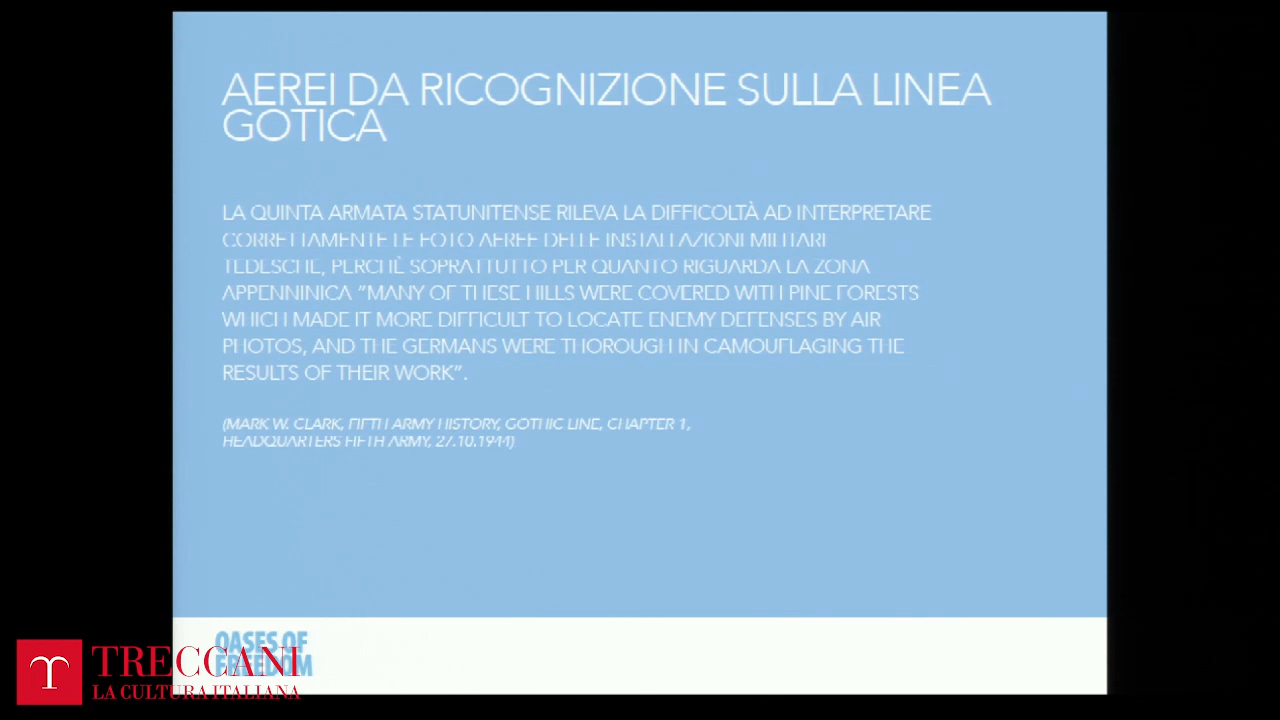 AEREI DA RICOGNIZIONE SULLA LINEA
GOTICA
LA QUINTA ARMATA STATUNITENSE RILEVA LA DIFFICOLTÀ AD INTERPRETARE
CORRETTAMENTE LE FOTO AEREE DELLE INSTALLAZIONI MILITARI
TEDESCHE, PERCHÈ SOPRATTUTTO PER QUANTO RIGUARDA LA ZONA
APPENNINICA "MANY OF THESE HILLS WERE COVERED WITH PINE FORESTS
WHICH MADE IT MORE DIFFICULT TO LOCATE ENEMY DEFENSES BY AIR
PHOTOS, AND THE GERMANS WERE THOROUGH IN CAMOUFLAGING THE
RESULTS OF THEIR WORK".
(MARK W. CLARK, FIFTH ARMY HISTORY, GOTHIC LINE, CHAPTER 1,
HEADQUARTERS FIFTH ARMY, 27.10.1944)
OASES OF
FREEDOM
TRECCANI
LA CULTURA ITALIANA